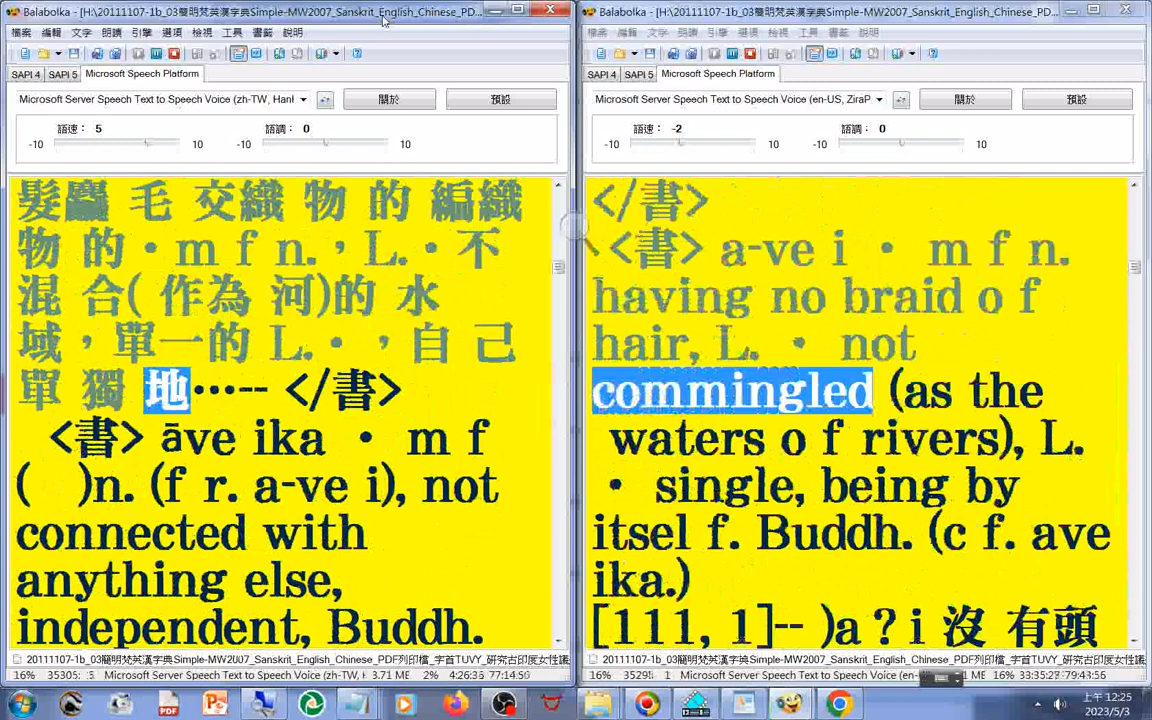 Balabolka - [H:\20111107-1b_03簡明梵英漢字典Simple-MW2007_Sanskrit_English_Chinese_PD...
檔案 編輯 文字 朗讀 引擎 選項 檢視 工具 書籤 說明
SAPI 4 SAPI 5 Microsoft Speech Platform
Microsoft Server Speech Text to Speech Voice (zh-TW, Hanl
關於 預設
語速： 5 語調： 0
-10 10 -10 10
髮麤 毛 交織 物 的 編織
物 的・m f n.，L.・不
混 合( 作為 河)的 水
域，單一的 L.・，自 己
單 獨 地…-- </書>
<書> āve ika ・ m f
( )n. (f r. a-ve i), not
connected with
anything else,
independent, Buddh.
20111107-1b_03簡明梵英漢字典Simple-MW2007_Sanskrit_English_Chinese_PDF列印檔_字首TUVY_研究古印度女性議
16% 35305: Microsoft Server Speech Text to Speech Voice (zh-TW, H 3.71 MB 2% 4:26:36 77:14:50
Balabolka - [H:\20111107-1b_03簡明梵英漢字典Simple-MW2007_Sanskrit_English_Chinese_PD...
檔案 編輯 文字 朗讀 引擎 選項 檢視 工具 書籤 說明
SAPI 4 SAPI 5 Microsoft Speech Platform
Microsoft Server Speech Text to Speech Voice (en-US, ZiraP
關於 預設
語速： -2 語調： 0
-10 10 -10 10
</書>
<書> a-ve i ・ m f n.
having no braid o f
hair, L. ・ not
commingled (as the
waters o f rivers), L.
・ single, being by
itsel f. Buddh. (c f. ave
ika.)
[111, 1]-- )a ? i 沒 有頭
20111107-1b_03簡明梵英漢字典Simple-MW2007_Sanskrit_English_Chinese_PDF列印檔_字首TUVY_研究古印度女性議
16% 35295: Microsoft Server Speech Text to Speech Voice (en-US, 16% 33:35:27 79:43:56
上午 12:25
2023/5/3